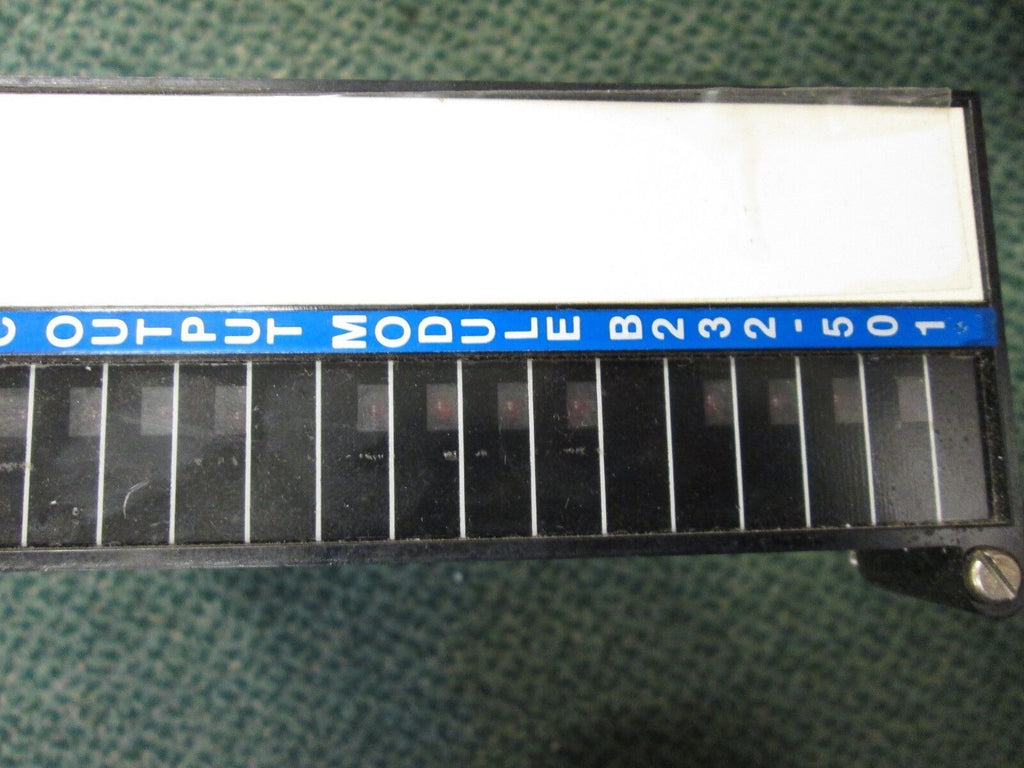 C OUTPUT MODULE B232-501